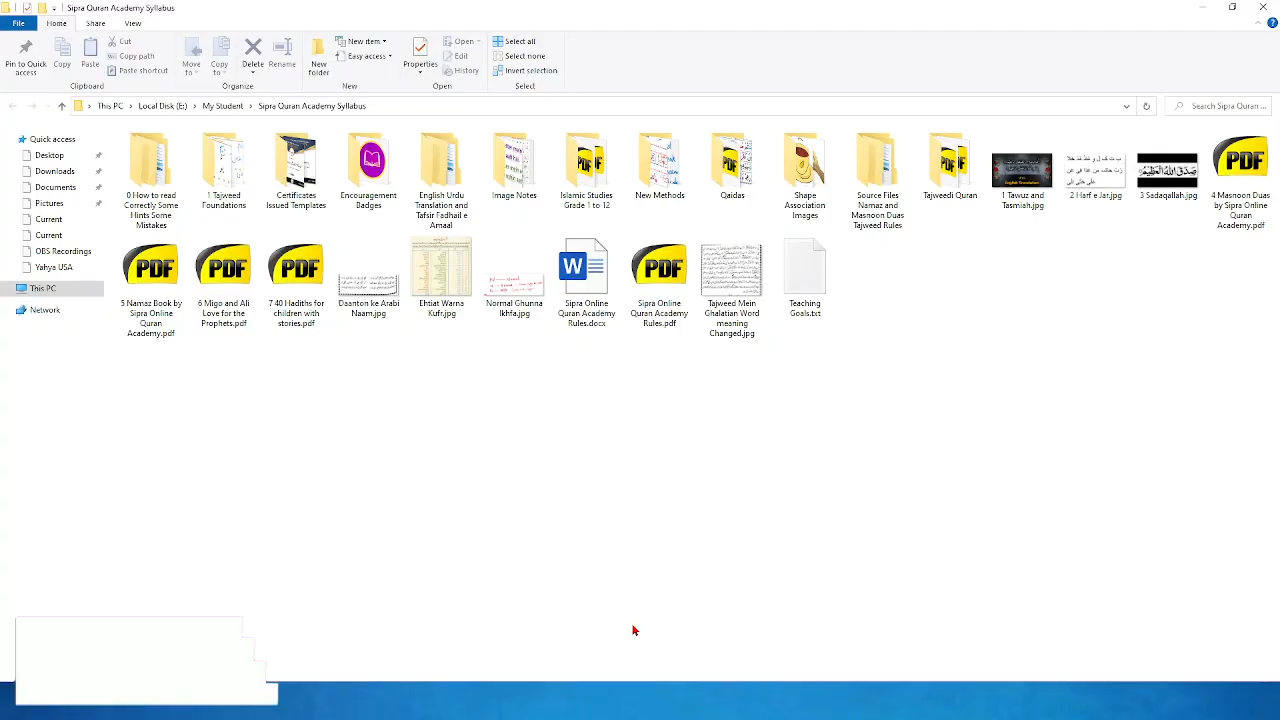 Sipra Quran Academy Syllabus
File
Home
Share
View
Pin to Quick
access
Copy
Paste
Cut
Copy path
Paste shortcut
Clipboard
Move
to
Copy
to
Delete
Rename
Organize
New
folder
New item
Easy access
New
Properties
Open
Edit
History
Open
Select all
Select none
Invert selection
Select
This PC
Local Disk (E:)
My Student
Sipra Quran Academy Syllabus
Search Sipra Quran ...
Quick access
Desktop
Downloads
Documents
Pictures
Current
Current
OBS Recordings
Yahya USA
This PC
Network
0 How to read
Correctly Some
Hints Some
Mistakes
1 Tajweed
Foundations
Certificates
Issued Templates
Encouragement
Badges
English Urdu
Translation and
Tafsir Fadhail e
Amaal
Image Notes
Islamic Studies
Grade 1 to 12
New Methods
Qaidas
Shape
Association
Images
Source Files
Namaz and
Masnoon Duas
Tajweed Rules
Tajweedi Quran
1 Tawuz and
Tasmiah.jpg
2 Harf e Jar.jpg
3 Sadaqallah.jpg
4 Masnoon Duas
by Sipra Online
Quran
Academy.pdf
PDF
5 Namaz Book by
Sipra Online
Quran
Academy.pdf
PDF
6 Migo and Ali
Love for the
Prophets.pdf
PDF
7 40 Hadiths for
children with
stories.pdf
PDF
Daanton ke Arabi
Naam.jpg
Ehtiat Warna
Kufr.jpg
Normal Ghunna
Ikhfa.jpg
W
Sipra Online
Quran Academy
Rules.docx
PDF
Sipra Online
Quran Academy
Rules.pdf
Tajweed Mein
Ghalatian Word
meaning
Changed.jpg
Teaching
Goals.txt